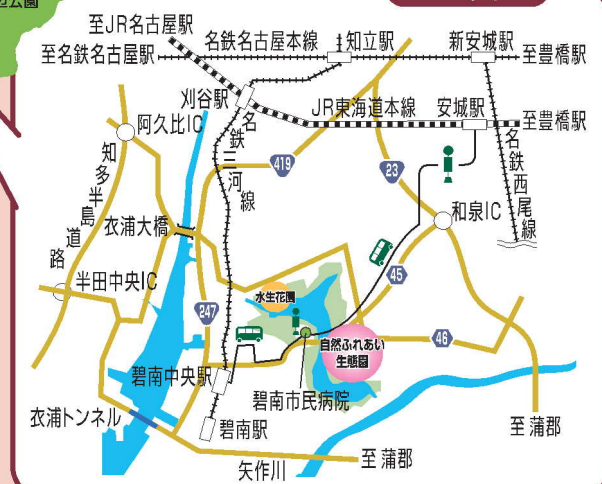 辺公園
至JR名古屋駅
至名鉄名古屋駅
名鉄名古屋本線
知立駅
新安城駅
至豊橋駅
刈谷駅
JR東海道本線
安城駅
至豊橋駅
阿久比IC
名鉄三河線
419
23
名鉄西尾線
知多半島道路
衣浦大橋
和泉IC
半田中央IC
水生花園
45
247
自然ふれあい
生態園
46
碧南中央駅
碧南市民病院
衣浦トンネル
碧南駅
至蒲郡
矢作川
至蒲郡